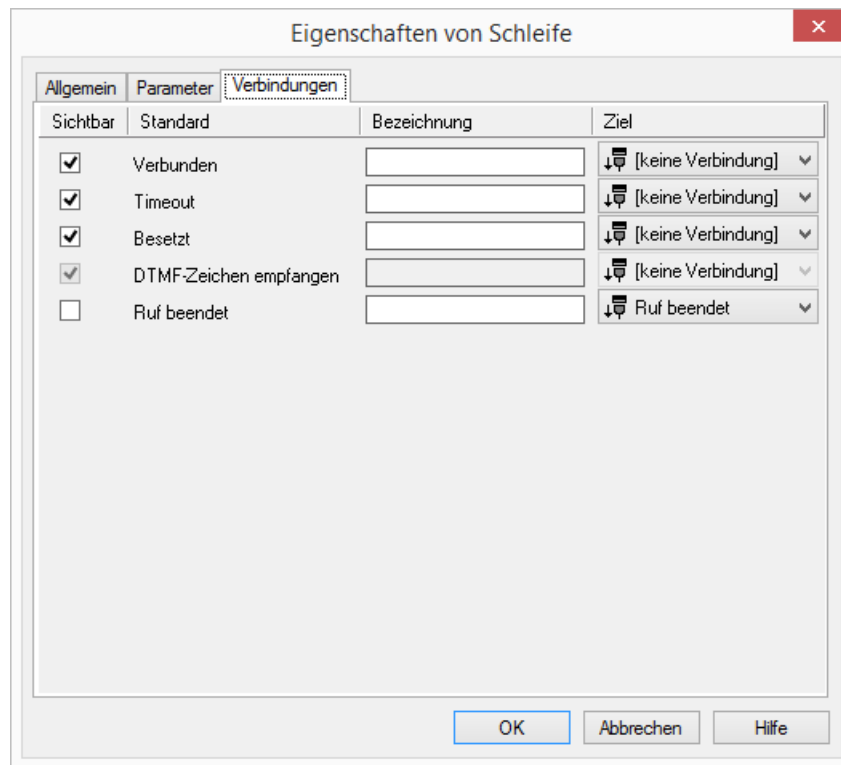 Eigenschaften von Schleife
Allgemein Parameter Verbindungen
Sichtbar Standard Bezeichnung Ziel
Verbunden [keine Verbindung]
Timeout [keine Verbindung]
Besetzt [keine Verbindung]
DTMF-Zeichen empfangen [keine Verbindung]
Ruf beendet Ruf beendet
OK Abbrechen Hilfe